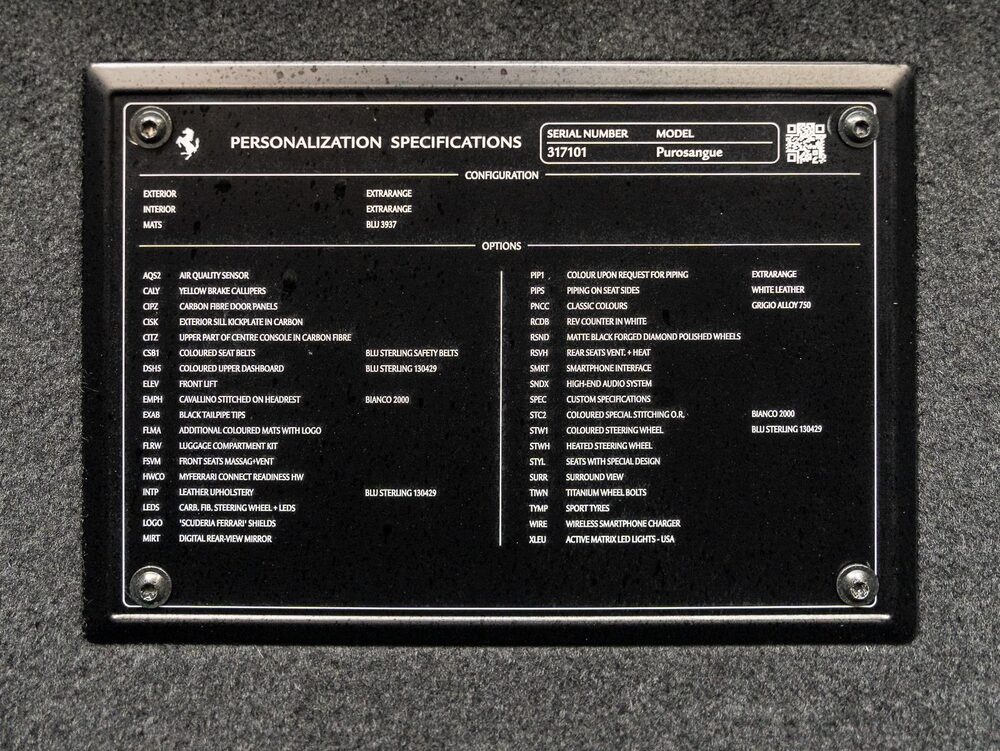 PERSONALIZATION SPECIFICATIONS
SERIAL NUMBER MODEL
317101 Purosangue
CONFIGURATION
EXTERIOR EXTRARANGE
INTERIOR EXTRARANGE
MATS BLU 3937
OPTIONS
AQS2 AIR QUALITY SENSOR
CALY YELLOW BRAKE CALLIPERS
CIPZ CARBON FIBRE DOOR PANELS
CISK EXTERIOR SILL KICKPLATE IN CARBON
CITZ UPPER PART OF CENTRE CONSOLE IN CARBON FIBRE
CSB1 COLOURED SEAT BELTS BLU STERLING SAFETY BELTS
DSH5 COLOURED UPPER DASHBOARD BLU STERLING 130429
ELEV FRONT LIFT
EMPH CAVALLINO STITCHED ON HEADREST BIANCO 2000
EXAB BLACK TAILPIPE TIPS
FLMA ADDITIONAL COLOURED MATS WITH LOGO
FLRW LUGGAGE COMPARTMENT KIT
FSVM FRONT SEATS MASSAG+VENT
HWCO MYFERRARI CONNECT READINESS HW
INTP LEATHER UPHOLSTERY BLU STERLING 130429
LEDS CARB. FIB. STEERING WHEEL + LEDS
LOGO 'SCUDERIA FERRARI' SHIELDS
MIRT DIGITAL REAR-VIEW MIRROR
PIP1 COLOUR UPON REQUEST FOR PIPING EXTRARANGE
PIPS PIPING ON SEAT SIDES WHITE LEATHER
PNCC CLASSIC COLOURS GRIGIO ALLOY 750
RCDB REV COUNTER IN WHITE
RSND MATTE BLACK FORGED DIAMOND POLISHED WHEELS
RSVH REAR SEATS VENT. + HEAT
SMRT SMARTPHONE INTERFACE
SNDX HIGH-END AUDIO SYSTEM
SPEC CUSTOM SPECIFICATIONS
STC2 COLOURED SPECIAL STITCHING O.R. BIANCO 2000
STW1 COLOURED STEERING WHEEL BLU STERLING 130429
STWH HEATED STEERING WHEEL
STYL SEATS WITH SPECIAL DESIGN
SURR SURROUND VIEW
TIWN TITANIUM WHEEL BOLTS
TYMP SPORT TYRES
WIRE WIRELESS SMARTPHONE CHARGER
XLEU ACTIVE MATRIX LED LIGHTS - USA